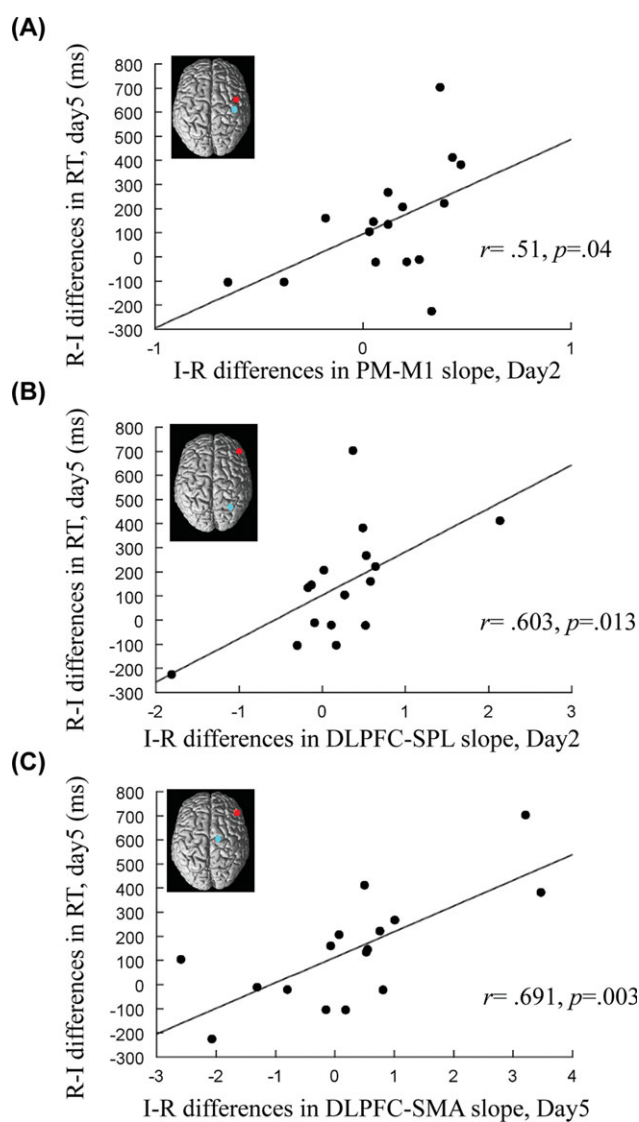 (A)
R-I differences in RT, day5 (ms)
800
700
600
500
400
300
200
100
0
-100
-200
-300
r= .51, p=.04
-1 0 1
I-R differences in PM-M1 slope, Day2
(B)
R-I differences in RT, day5 (ms)
800
700
600
500
400
300
200
100
0
-100
-200
-300
r= .603, p=.013
-2 -1 0 1 2 3
I-R differences in DLPFC-SPL slope, Day2
(C)
R-I differences in RT, day5 (ms)
800
700
600
500
400
300
200
100
0
-100
-200
-300
r= .691, p=.003
-3 -2 -1 0 1 2 3 4
I-R differences in DLPFC-SMA slope, Day5